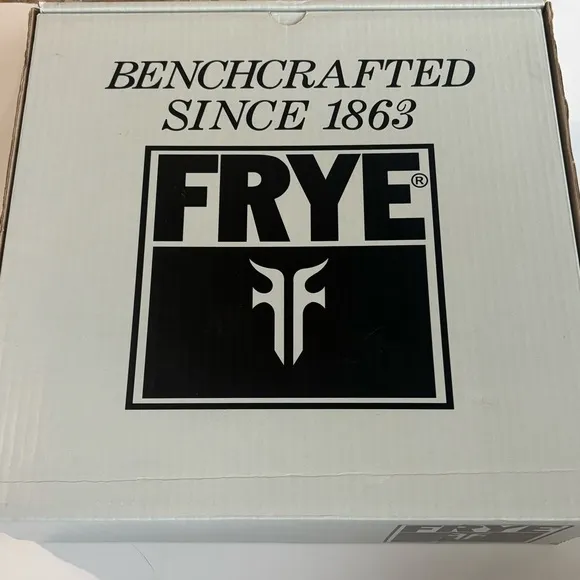 BENCHCRAFTED
SINCE 1863
FRYE®
FRYE